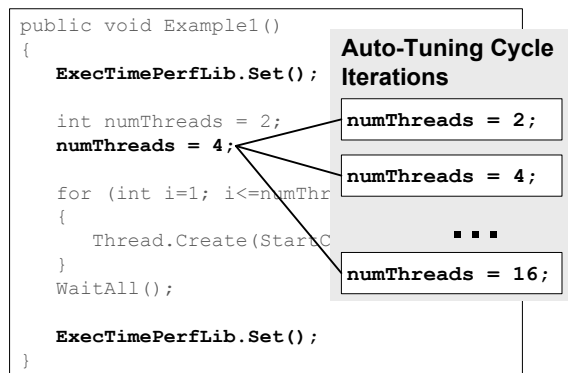 public void Example1()
{
ExecTimePerfLib.Set();
int numThreads = 2;
numThreads = 4;
for (int i=1; i<=numThr
{
Thread.Create(StartC
}
WaitAll();
ExecTimePerfLib.Set();
}
Auto-Tuning Cycle
Iterations
numThreads = 2;
numThreads = 4;
...
numThreads = 16;